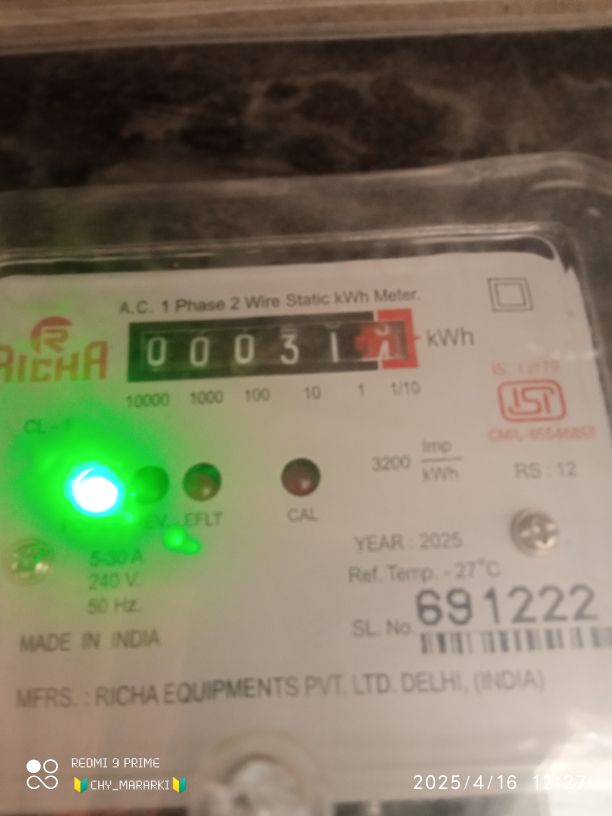 A.C. 1 Phase 2 Wire Static kWh Meter.
RICHA
0 0 0 3 1
kWh
10000 1000 100 10 1 1/10
ISI
CL-1
3200 Imp/kWh
RS : 12
EFLT
CAL
5-30 A
240 V.
50 Hz.
YEAR : 2025
Ref. Temp. - 27°C
SL. No. 691222
MADE IN INDIA
MFRS. : RICHA EQUIPMENTS PVT. LTD. DELHI, (INDIA)
REDMI 9 PRIME
CHY_MARARKI
2025/4/16 12:27